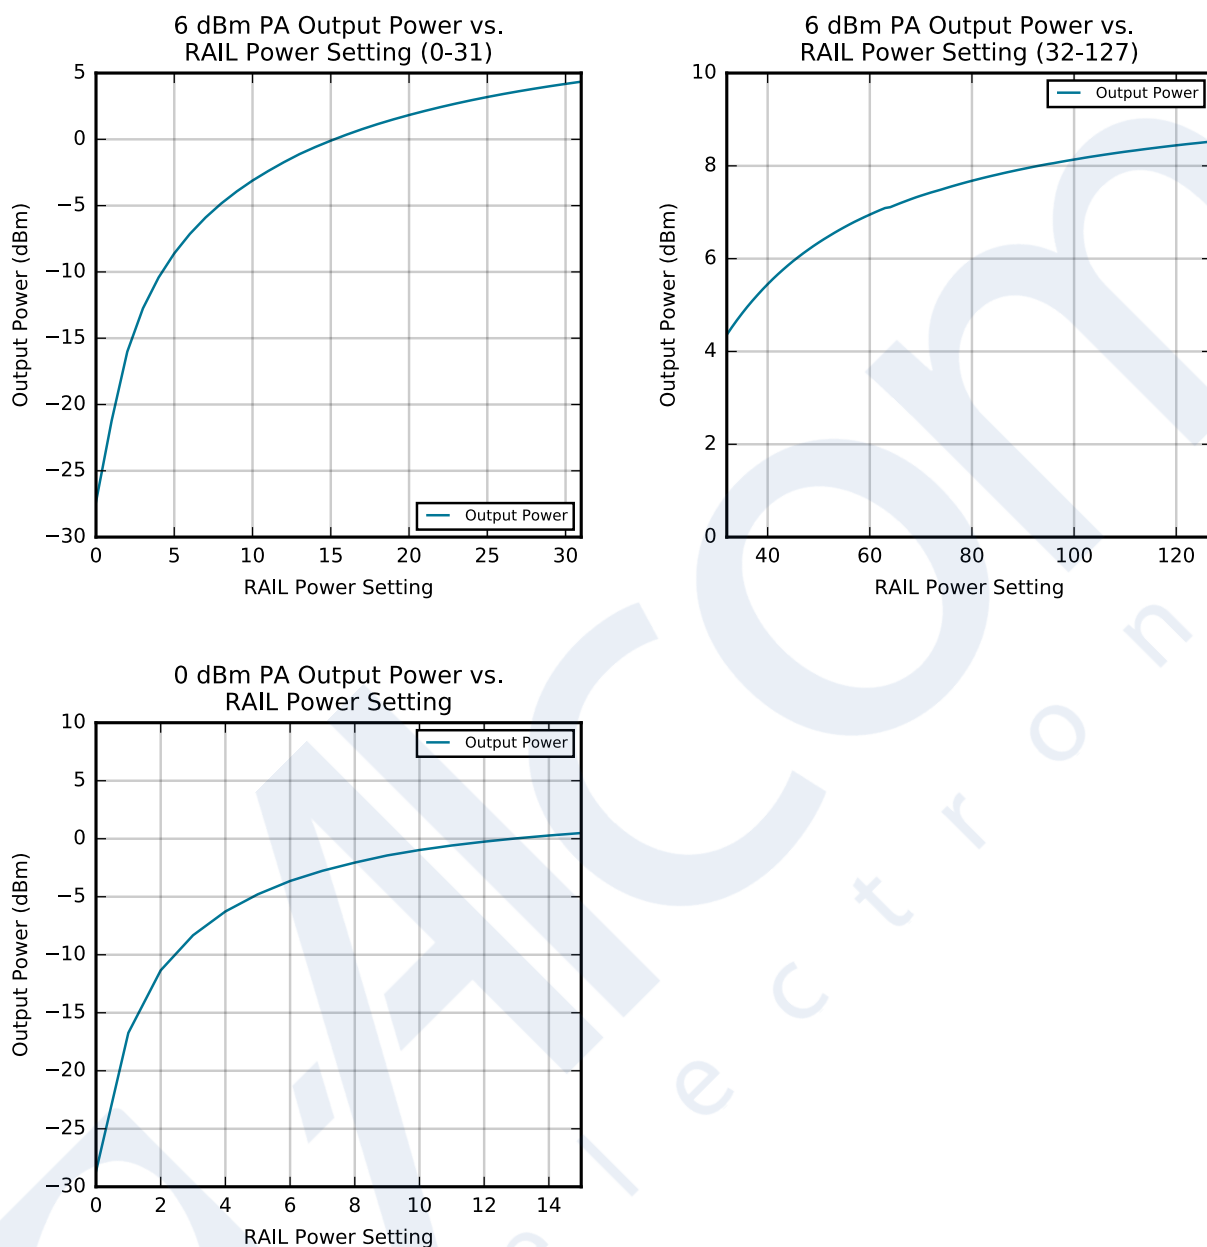 6 dBm PA Output Power vs.
RAIL Power Setting (0-31)
5
0
−5
−10
−15
−20
−25
−30
Output Power (dBm)
Output Power
0 5 10 15 20 25 30
RAIL Power Setting
6 dBm PA Output Power vs.
RAIL Power Setting (32-127)
10
8
6
4
2
0
Output Power (dBm)
Output Power
40 60 80 100 120
RAIL Power Setting
0 dBm PA Output Power vs.
RAIL Power Setting
10
5
0
−5
−10
−15
−20
−25
−30
Output Power (dBm)
Output Power
0 2 4 6 8 10 12 14
RAIL Power Setting